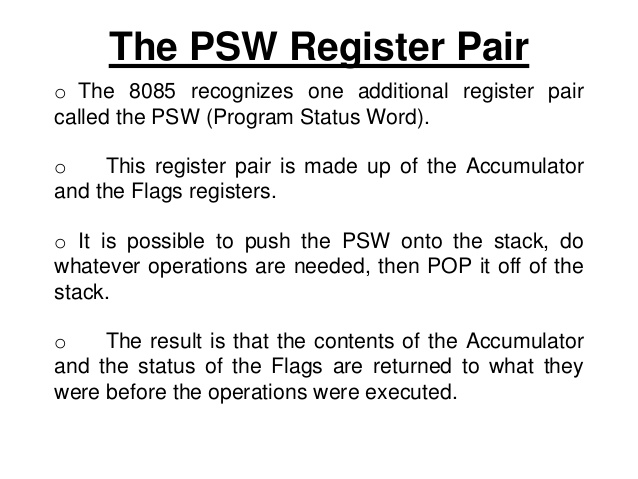 The PSW Register Pair
o The 8085 recognizes one additional register pair
called the PSW (Program Status Word).
o This register pair is made up of the Accumulator
and the Flags registers.
o It is possible to push the PSW onto the stack, do
whatever operations are needed, then POP it off of the
stack.
o The result is that the contents of the Accumulator
and the status of the Flags are returned to what they
were before the operations were executed.